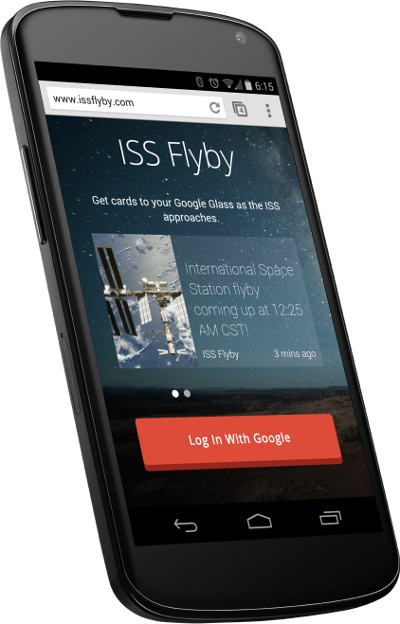 6:15
www.issflyby.com
4
ISS Flyby
Get cards to your Google Glass as the ISS
approaches.
International Space
Station flyby
coming up at 12:25
AM CST!
ISS Flyby 3 mins ago
Log In With Google